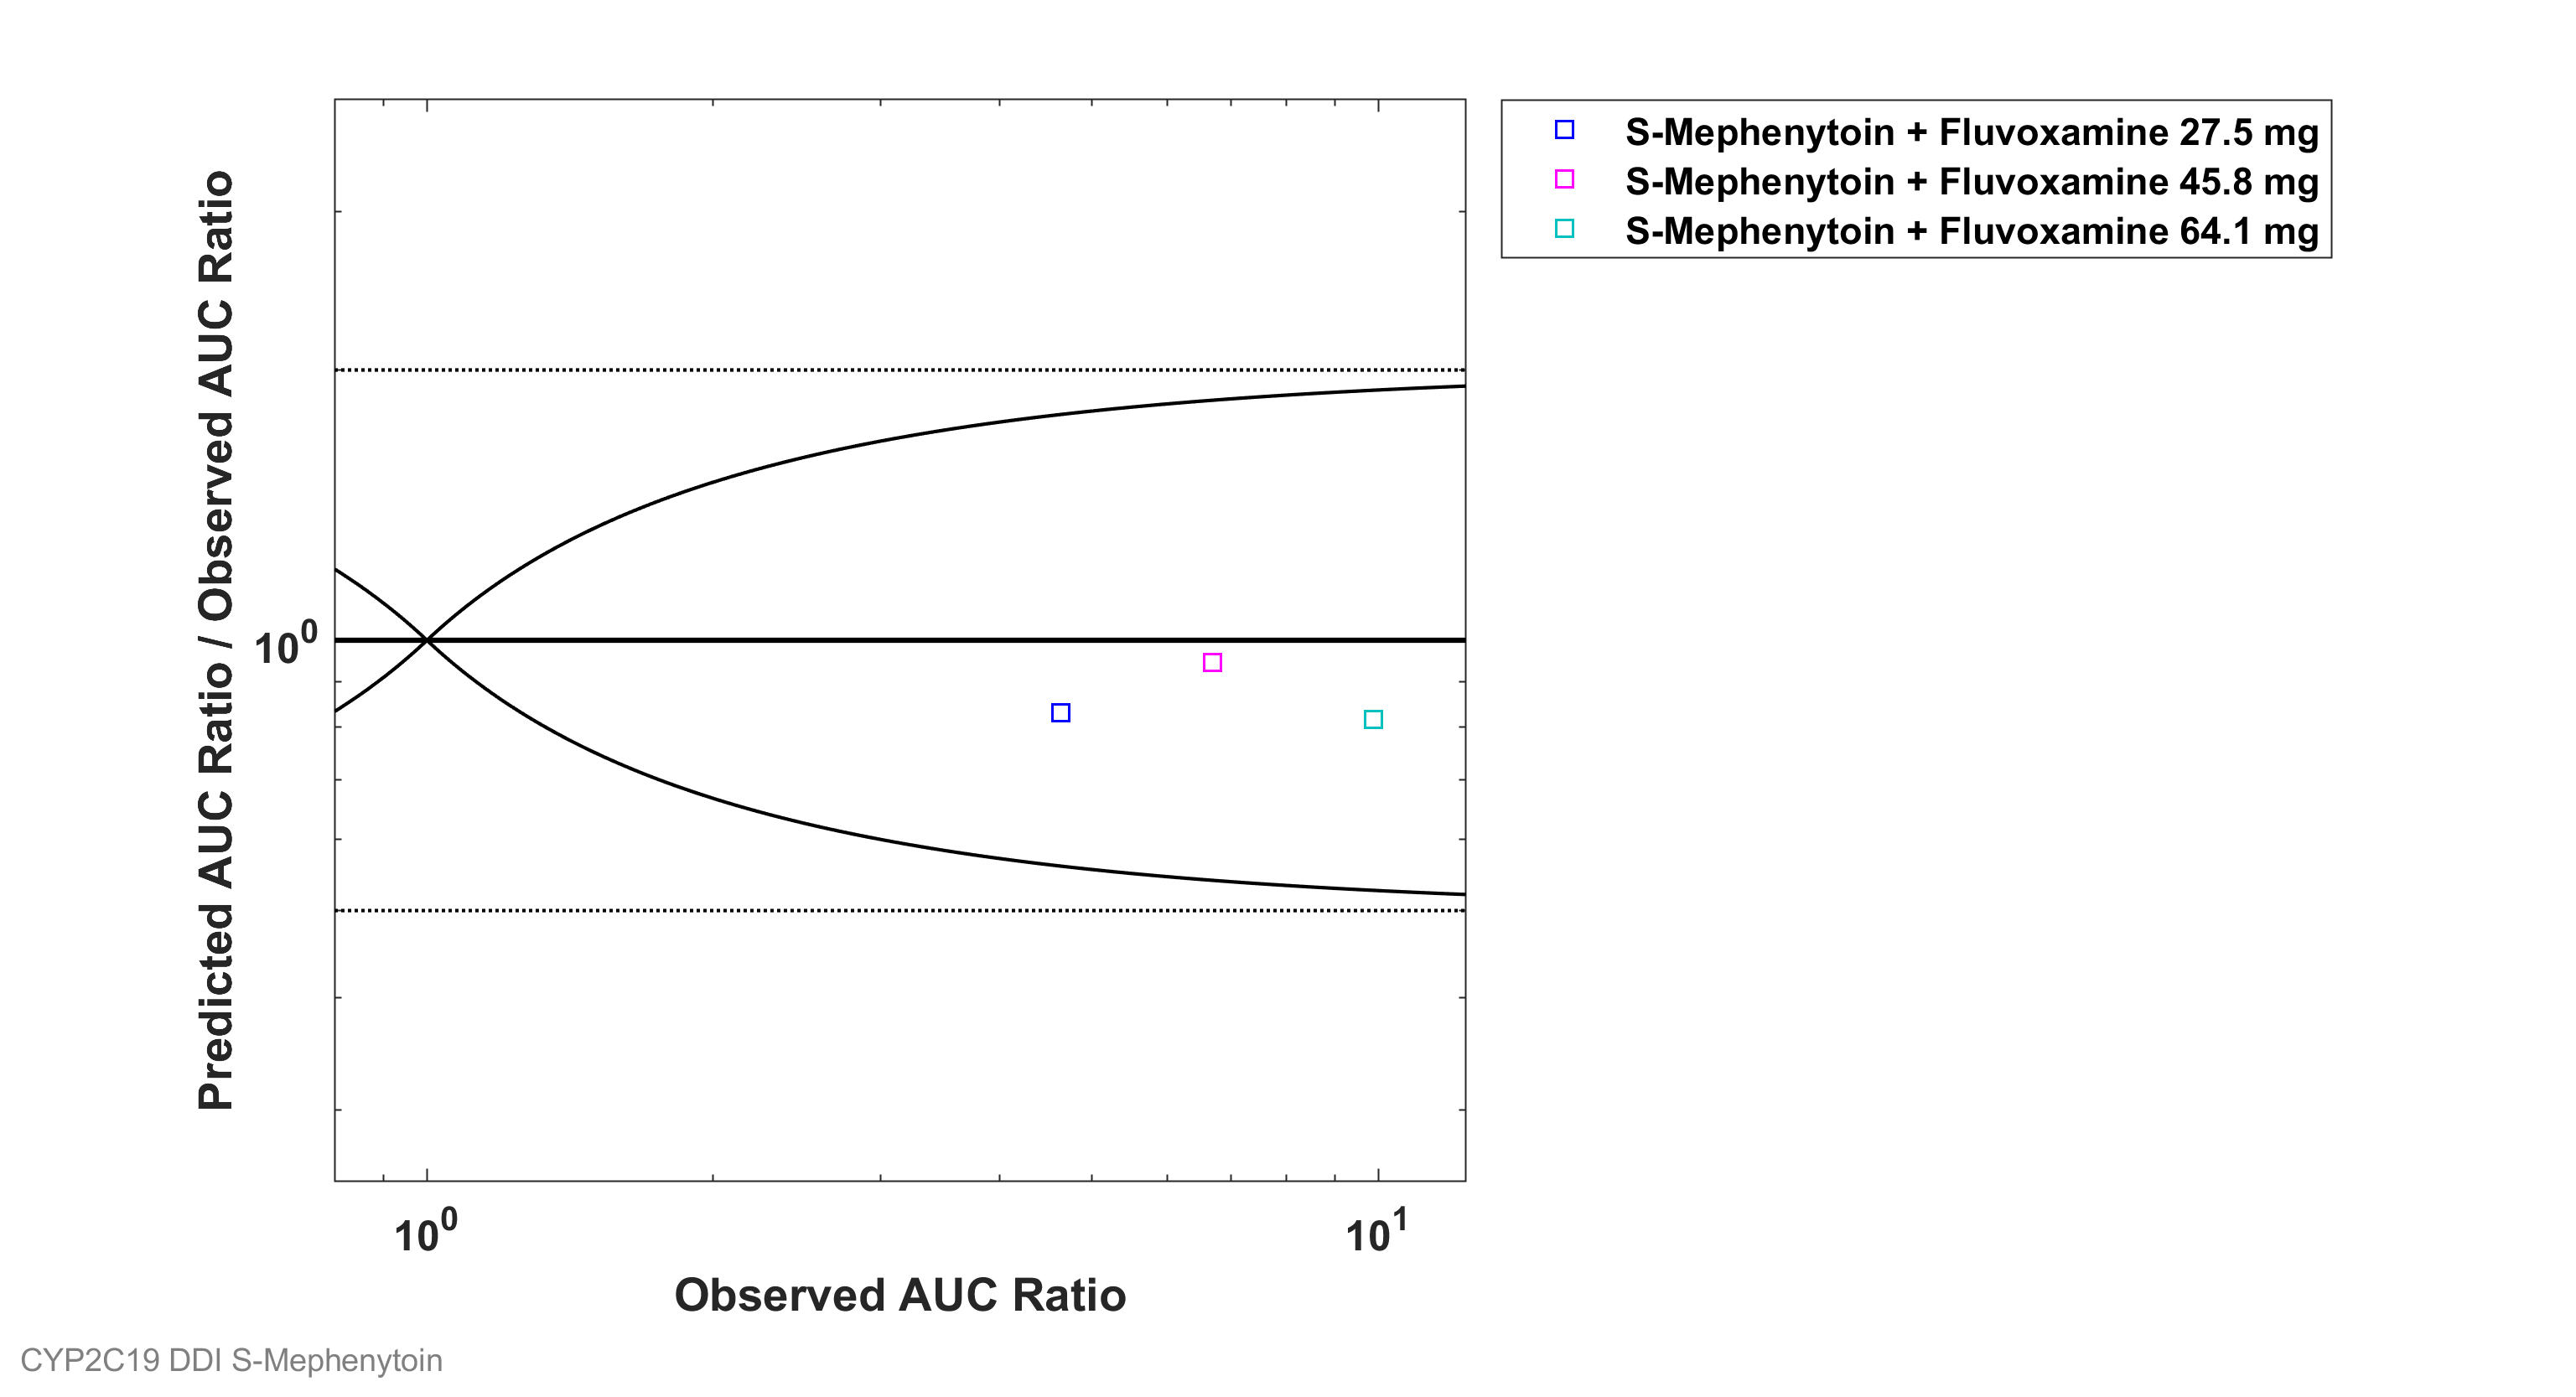 S-Mephenytoin + Fluvoxamine 27.5 mg
S-Mephenytoin + Fluvoxamine 45.8 mg
S-Mephenytoin + Fluvoxamine 64.1 mg
Predicted AUC Ratio / Observed AUC Ratio
10⁰
10⁰ 10¹
Observed AUC Ratio
CYP2C19 DDI S-Mephenytoin